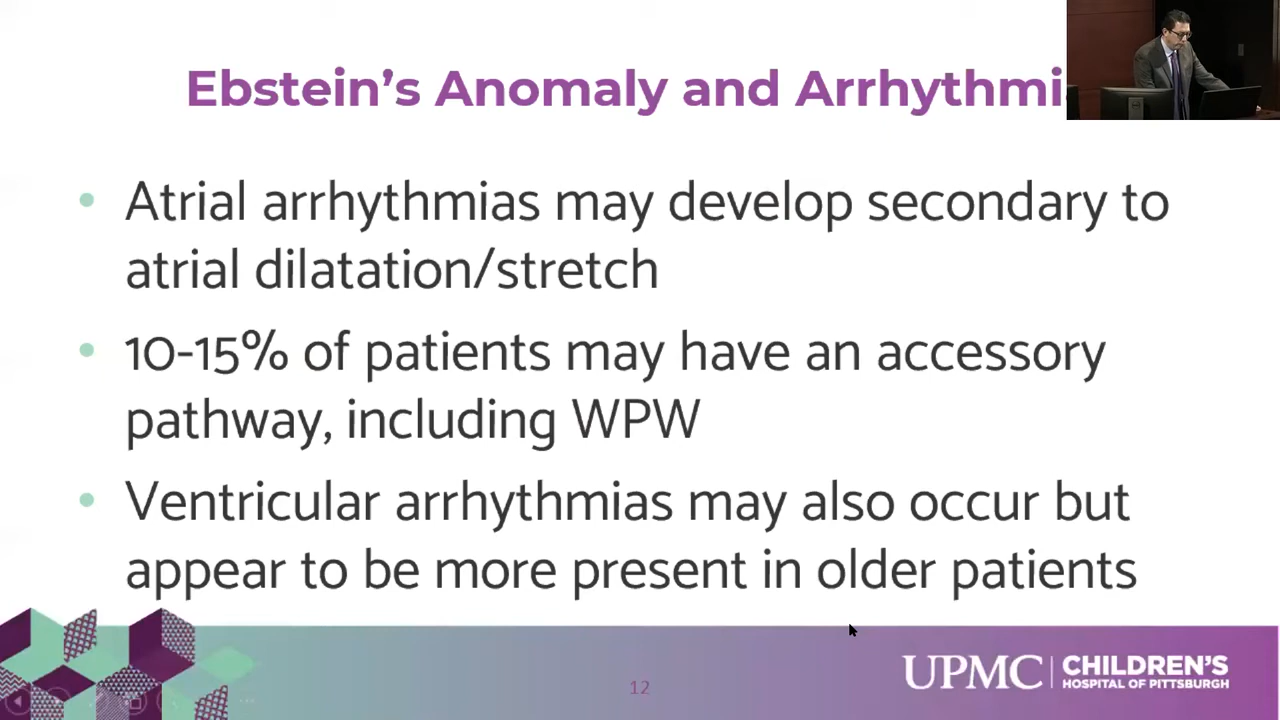 Ebstein's Anomaly and Arrhythmi
• Atrial arrhythmias may develop secondary to
atrial dilatation/stretch
• 10-15% of patients may have an accessory
pathway, including WPW
• Ventricular arrhythmias may also occur but
appear to be more present in older patients
12
UPMC | CHILDREN'S
HOSPITAL OF PITTSBURGH